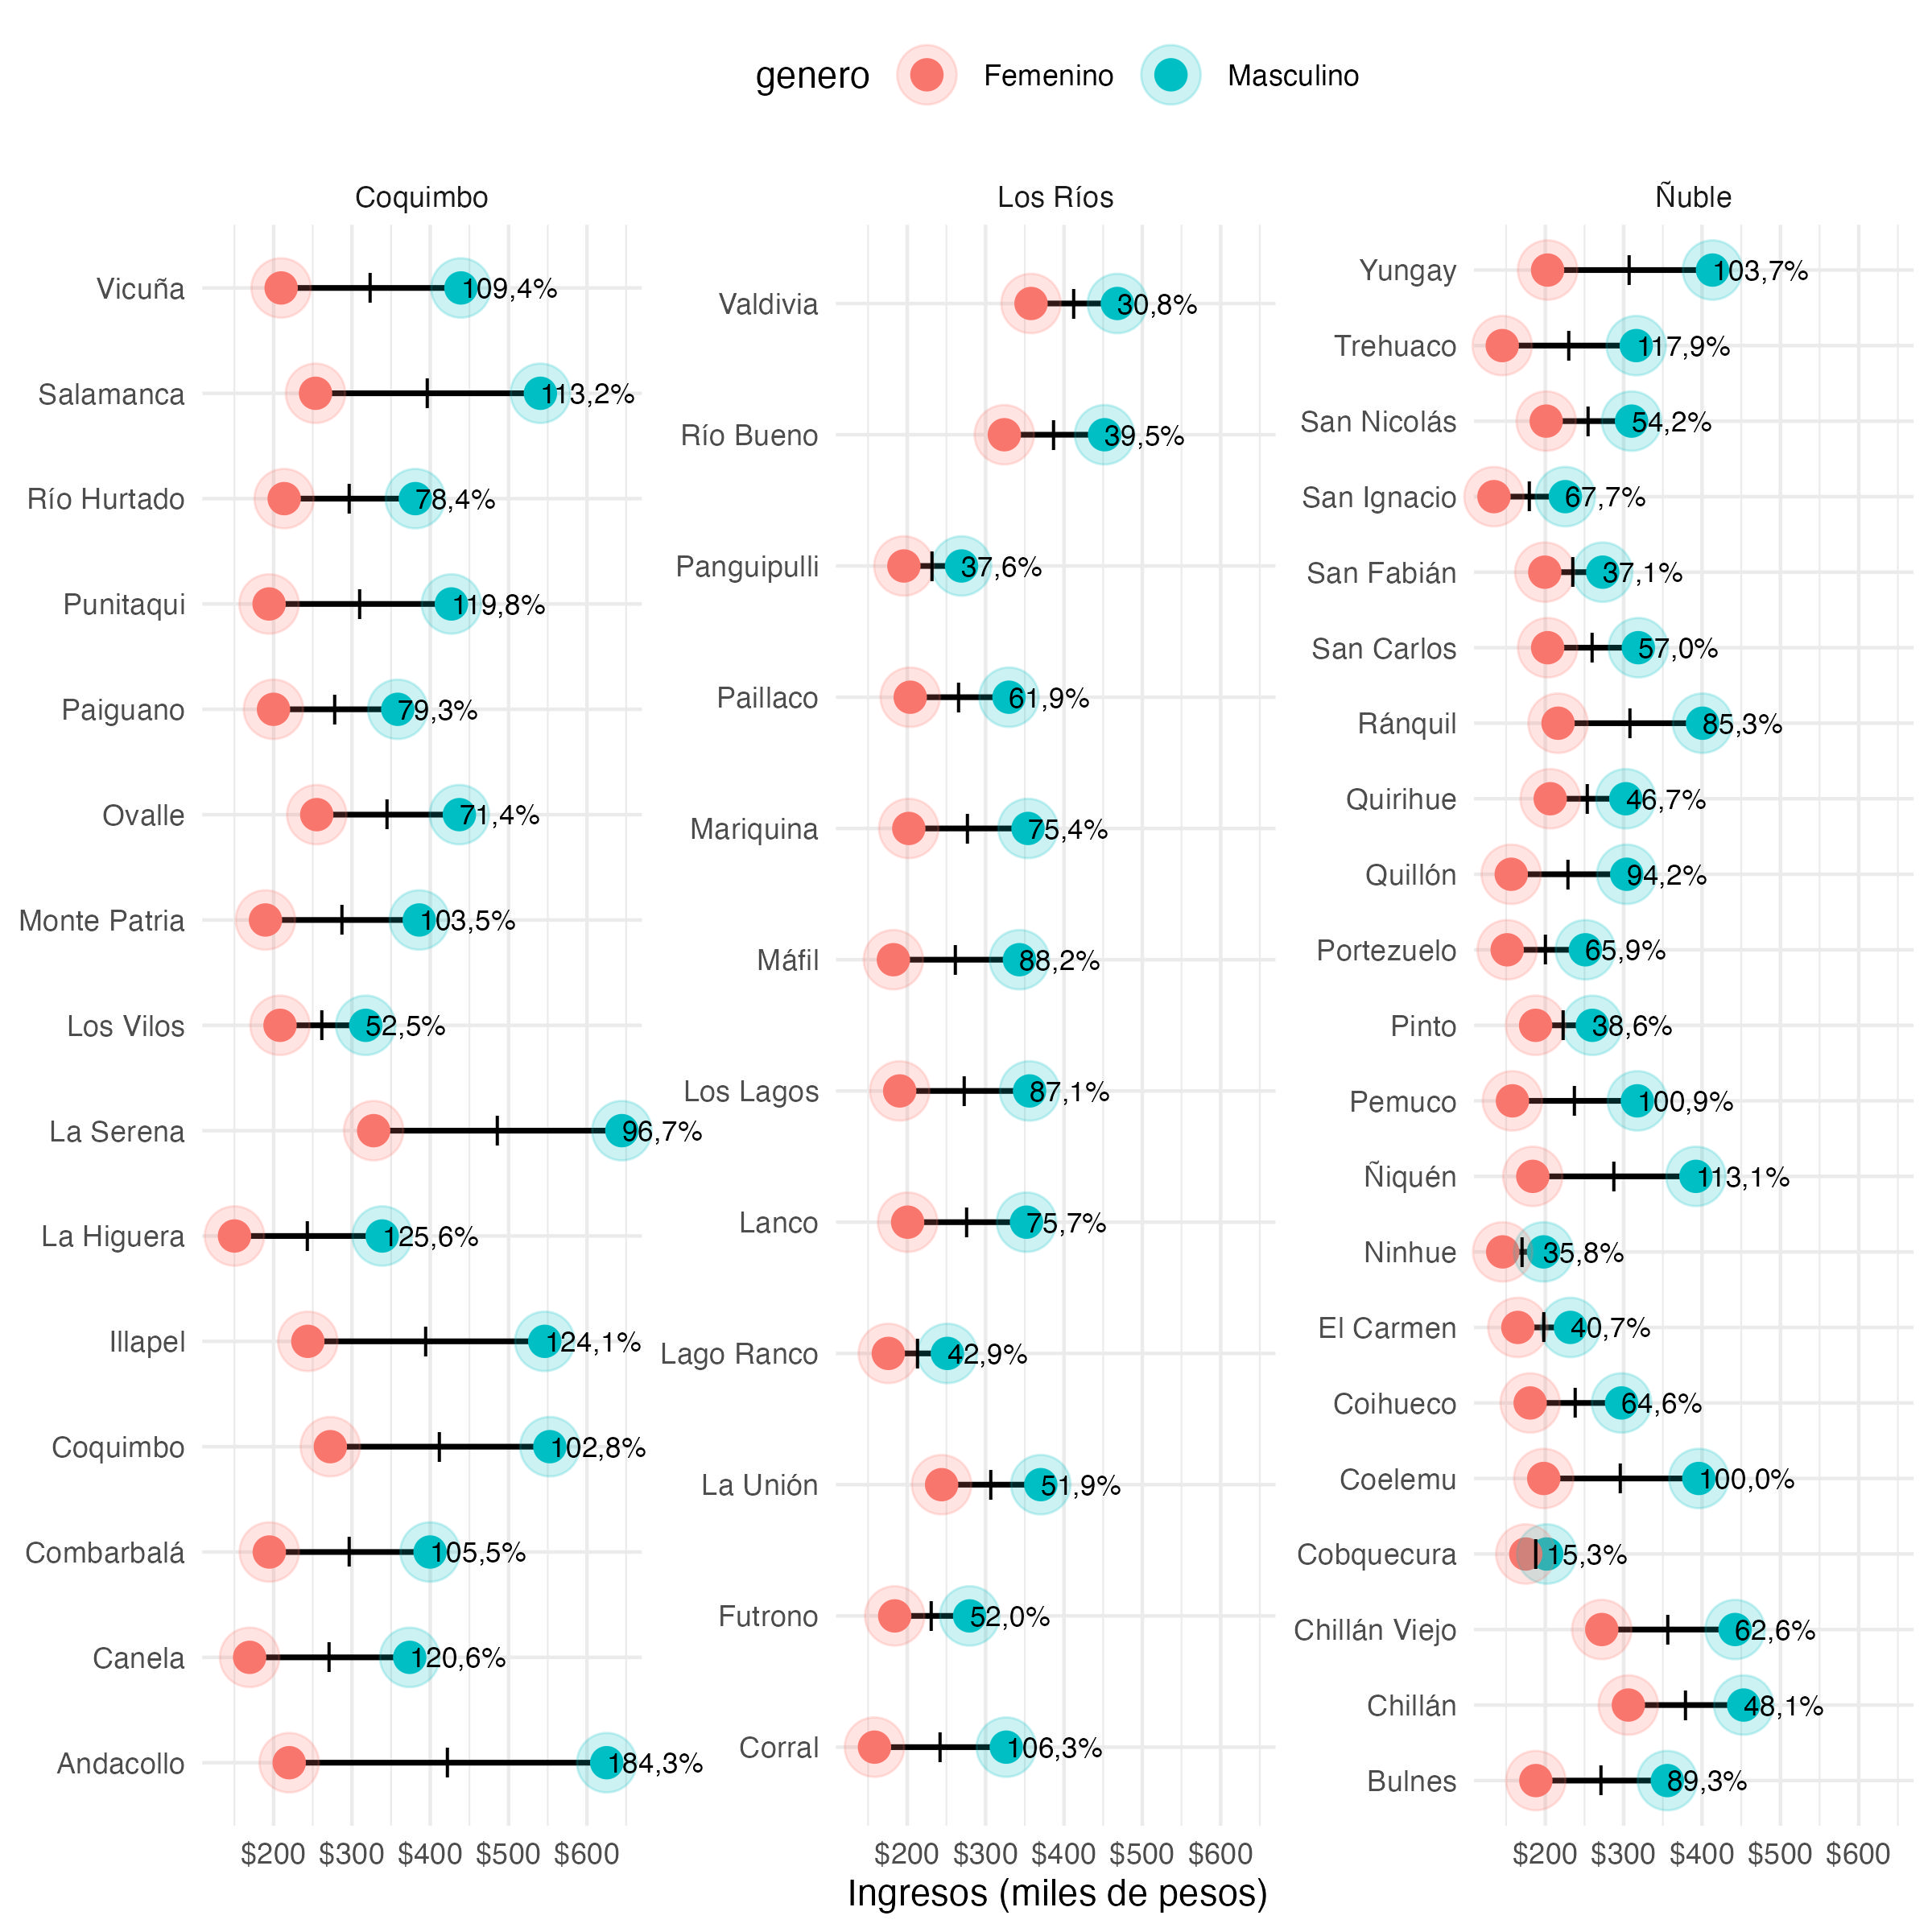 genero Femenino Masculino
Coquimbo
Vicuña 109,4%
Salamanca 113,2%
Río Hurtado 78,4%
Punitaqui 119,8%
Paiguano 79,3%
Ovalle 71,4%
Monte Patria 103,5%
Los Vilos 52,5%
La Serena 96,7%
La Higuera 125,6%
Illapel 124,1%
Coquimbo 102,8%
Combarbalá 105,5%
Canela 120,6%
Andacollo 184,3%
$200 $300 $400 $500 $600
Los Ríos
Valdivia 30,8%
Río Bueno 39,5%
Panguipulli 37,6%
Paillaco 61,9%
Mariquina 75,4%
Máfil 88,2%
Los Lagos 87,1%
Lanco 75,7%
Lago Ranco 42,9%
La Unión 51,9%
Futrono 52,0%
Corral 106,3%
$200 $300 $400 $500 $600
Ñuble
Yungay 103,7%
Trehuaco 117,9%
San Nicolás 54,2%
San Ignacio 67,7%
San Fabián 37,1%
San Carlos 57,0%
Ránquil 85,3%
Quirihue 46,7%
Quillón 94,2%
Portezuelo 65,9%
Pinto 38,6%
Pemuco 100,9%
Ñiquén 113,1%
Ninhue 35,8%
El Carmen 40,7%
Coihueco 64,6%
Coelemu 100,0%
Cobquecura 15,3%
Chillán Viejo 62,6%
Chillán 48,1%
Bulnes 89,3%
$200 $300 $400 $500 $600
Ingresos (miles de pesos)